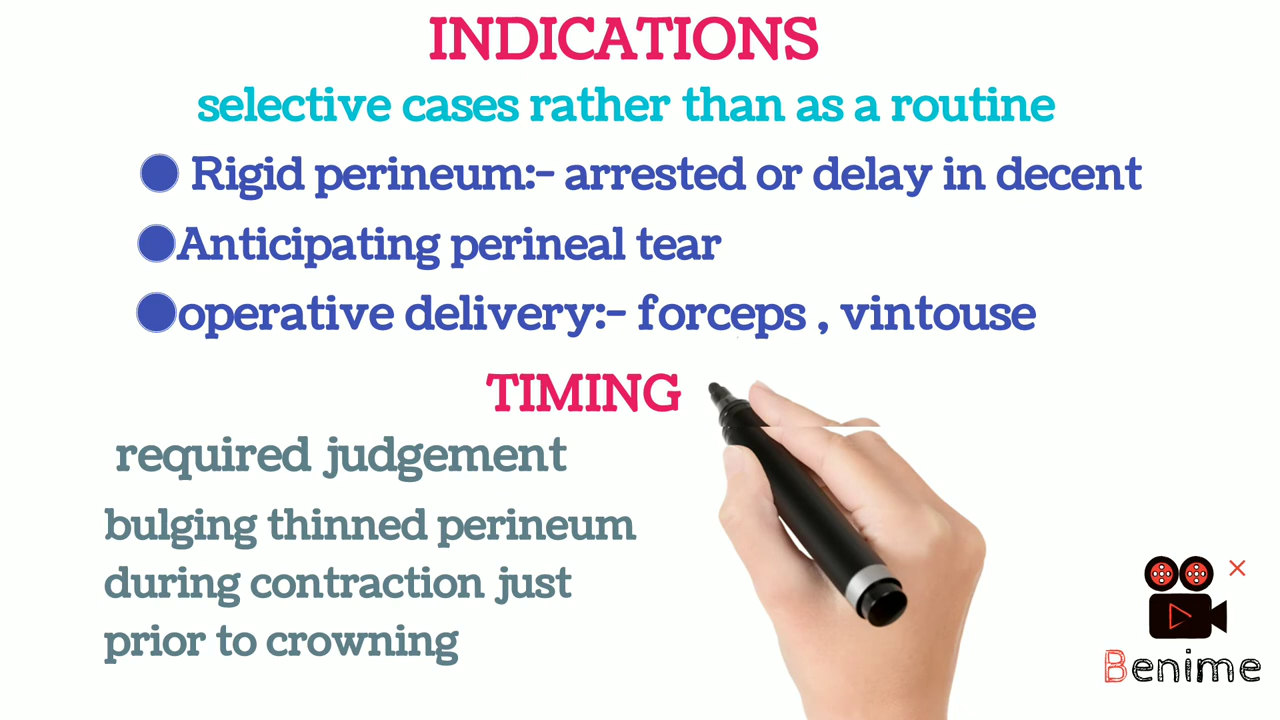 INDICATIONS
selective cases rather than as a routine
Rigid perineum:- arrested or delay in decent
Anticipating perineal tear
operative delivery:- forceps , vintouse
TIMING
required judgement
bulging thinned perineum
during contraction just
prior to crowning
Benime